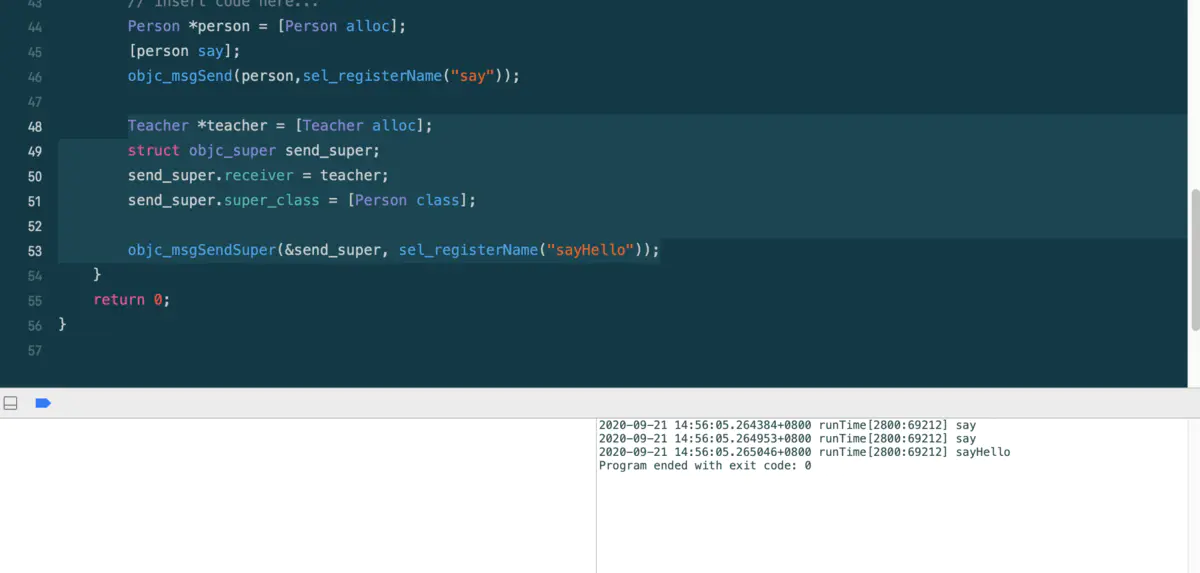 43 // insert code here...
44 Person *person = [Person alloc];
45 [person say];
46 objc_msgSend(person,sel_registerName("say"));
47
48 Teacher *teacher = [Teacher alloc];
49 struct objc_super send_super;
50 send_super.receiver = teacher;
51 send_super.super_class = [Person class];
52
53 objc_msgSendSuper(&send_super, sel_registerName("sayHello"));
54 }
55 return 0;
56 }
57
2020-09-21 14:56:05.264384+0800 runTime[2800:69212] say
2020-09-21 14:56:05.264953+0800 runTime[2800:69212] say
2020-09-21 14:56:05.265046+0800 runTime[2800:69212] sayHello
Program ended with exit code: 0